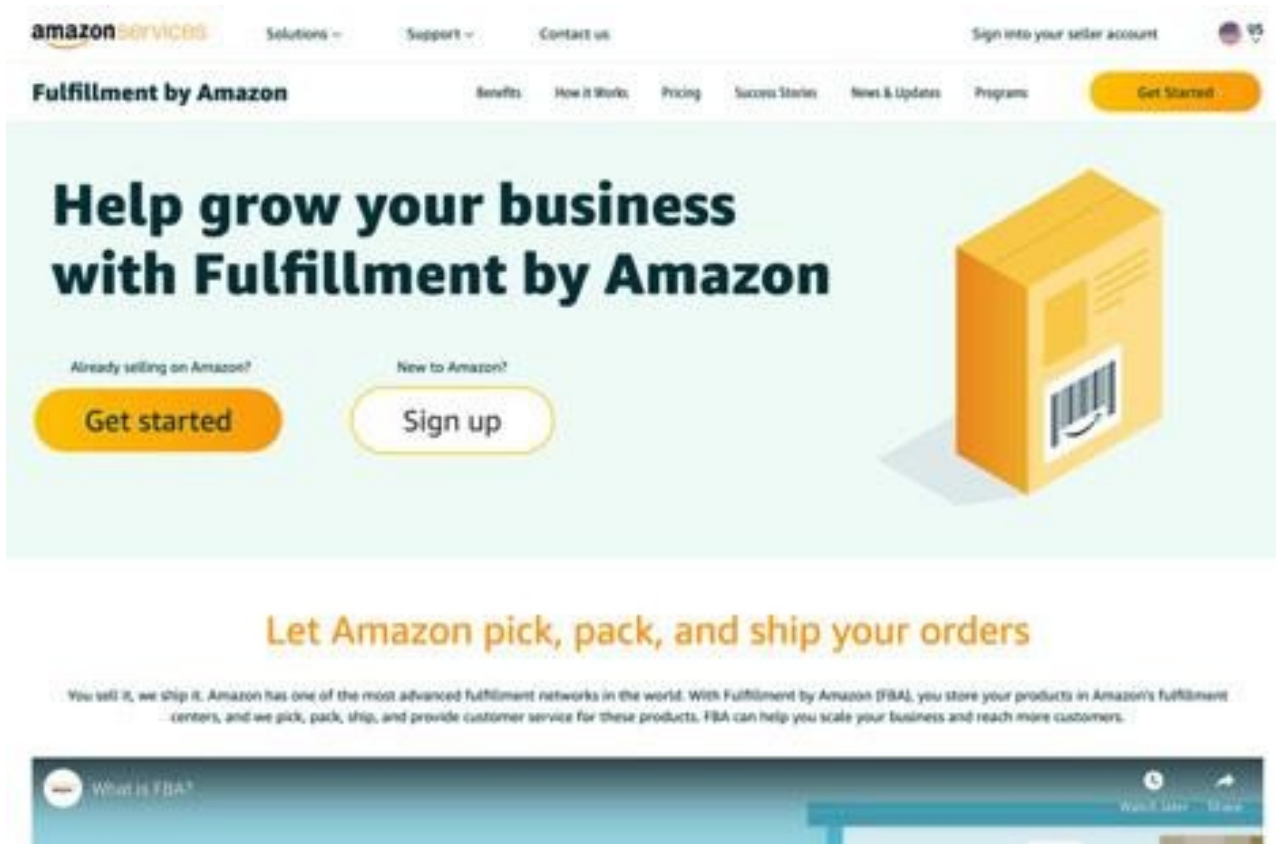 amazonservices
Solutions
Support
Contact us
Sign into your seller account
US
Fulfillment by Amazon
Benefits
How it Works
Pricing
Success Stories
News & Updates
Programs
Get Started
Help grow your business
with Fulfillment by Amazon
Already selling on Amazon?
Get started
New to Amazon?
Sign up
Let Amazon pick, pack, and ship your orders
You sell it, we ship it. Amazon has one of the most advanced fulfillment networks in the world. With Fulfillment by Amazon (FBA), you store your products in Amazon's fulfillment
centers, and we pick, pack, ship, and provide customer service for these products. FBA can help you scale your business and reach more customers.
What is FBA?
Watch later
Share